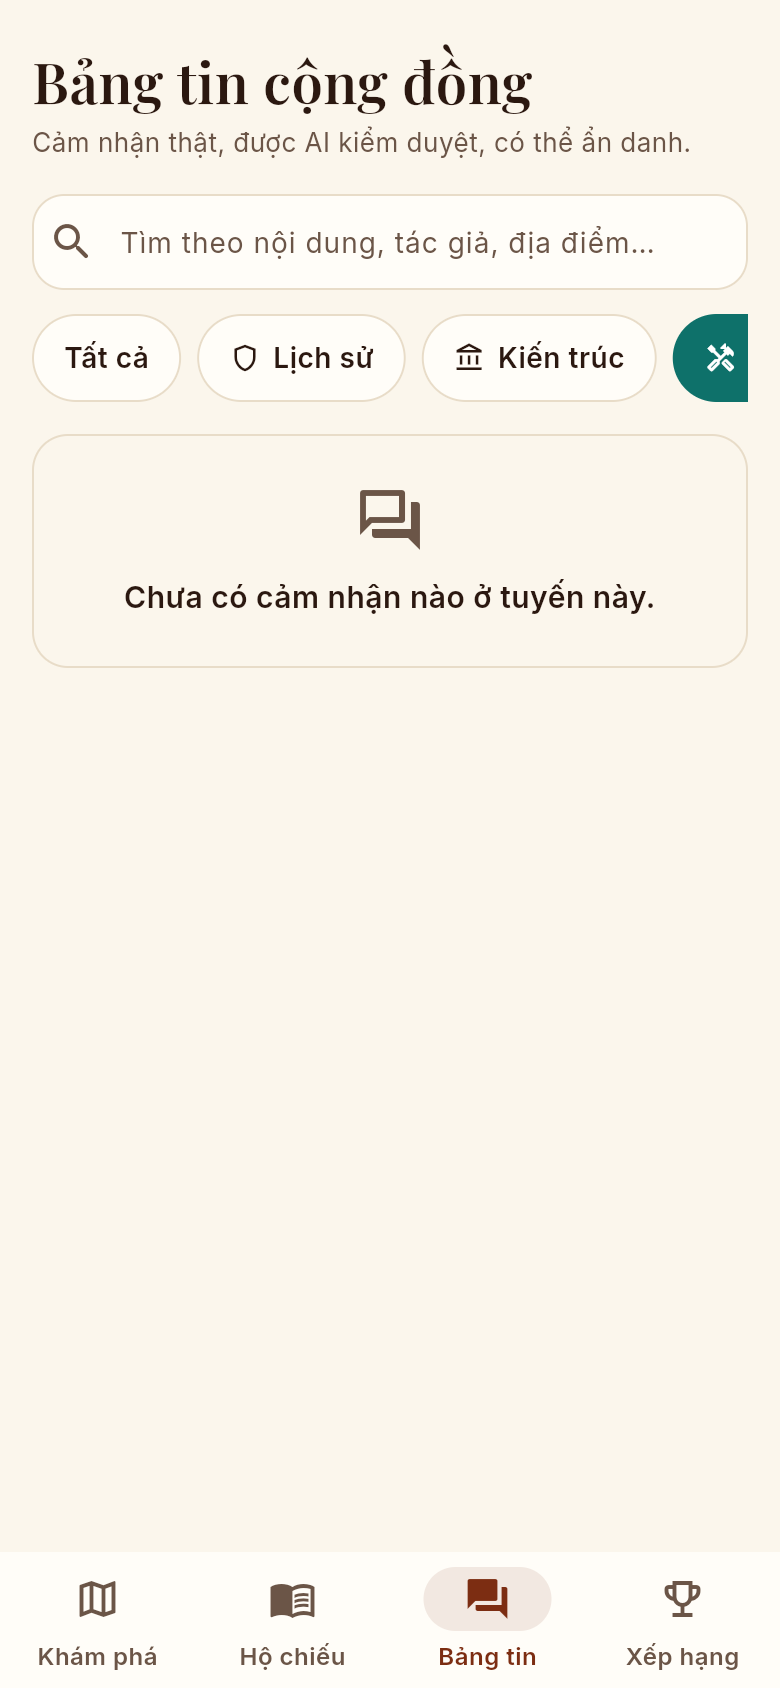 Bảng tin cộng đồng
Cảm nhận thật, được AI kiểm duyệt, có thể ẩn danh.
Tìm theo nội dung, tác giả, địa điểm...
Tất cả
Lịch sử
Kiến trúc
Chưa có cảm nhận nào ở tuyến này.
Khám phá
Hộ chiếu
Bảng tin
Xếp hạng